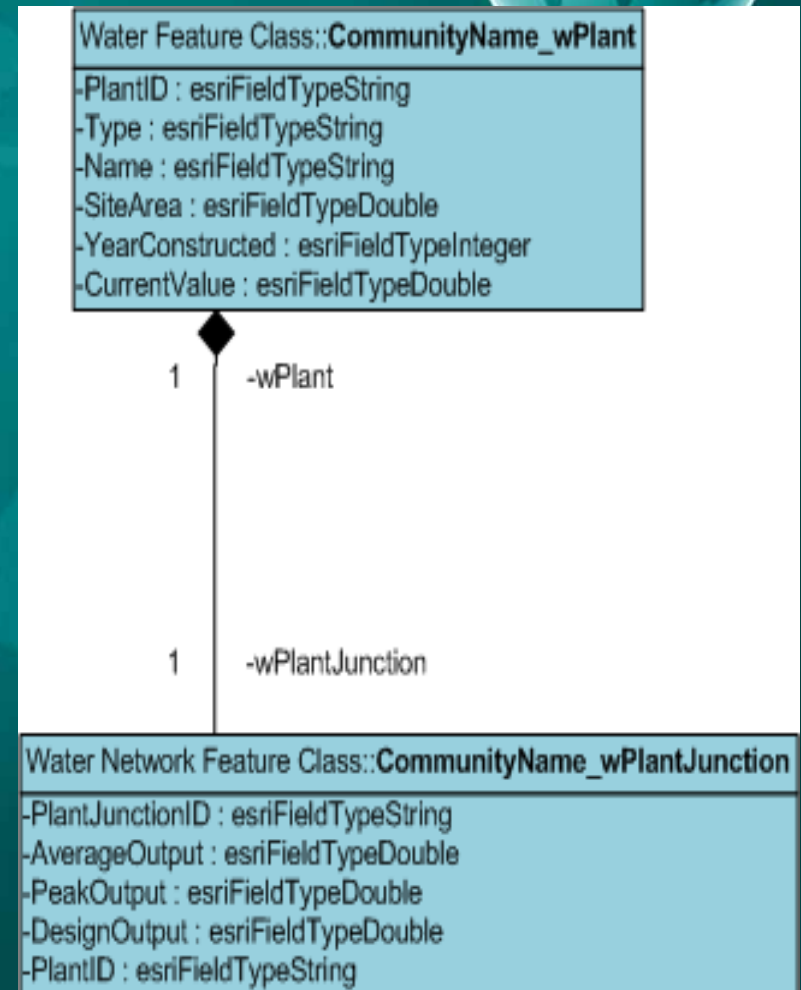 Water Feature Class::CommunityName_wPlant
-PlantID : esriFieldTypeString
-Type : esriFieldTypeString
-Name : esriFieldTypeString
-SiteArea : esriFieldTypeDouble
-YearConstructed : esriFieldTypeInteger
-CurrentValue : esriFieldTypeDouble
1 -wPlant
1 -wPlantJunction
Water Network Feature Class::CommunityName_wPlantJunction
-PlantJunctionID : esriFieldTypeString
-AverageOutput : esriFieldTypeDouble
-PeakOutput : esriFieldTypeDouble
-DesignOutput : esriFieldTypeDouble
-PlantID : esriFieldTypeString